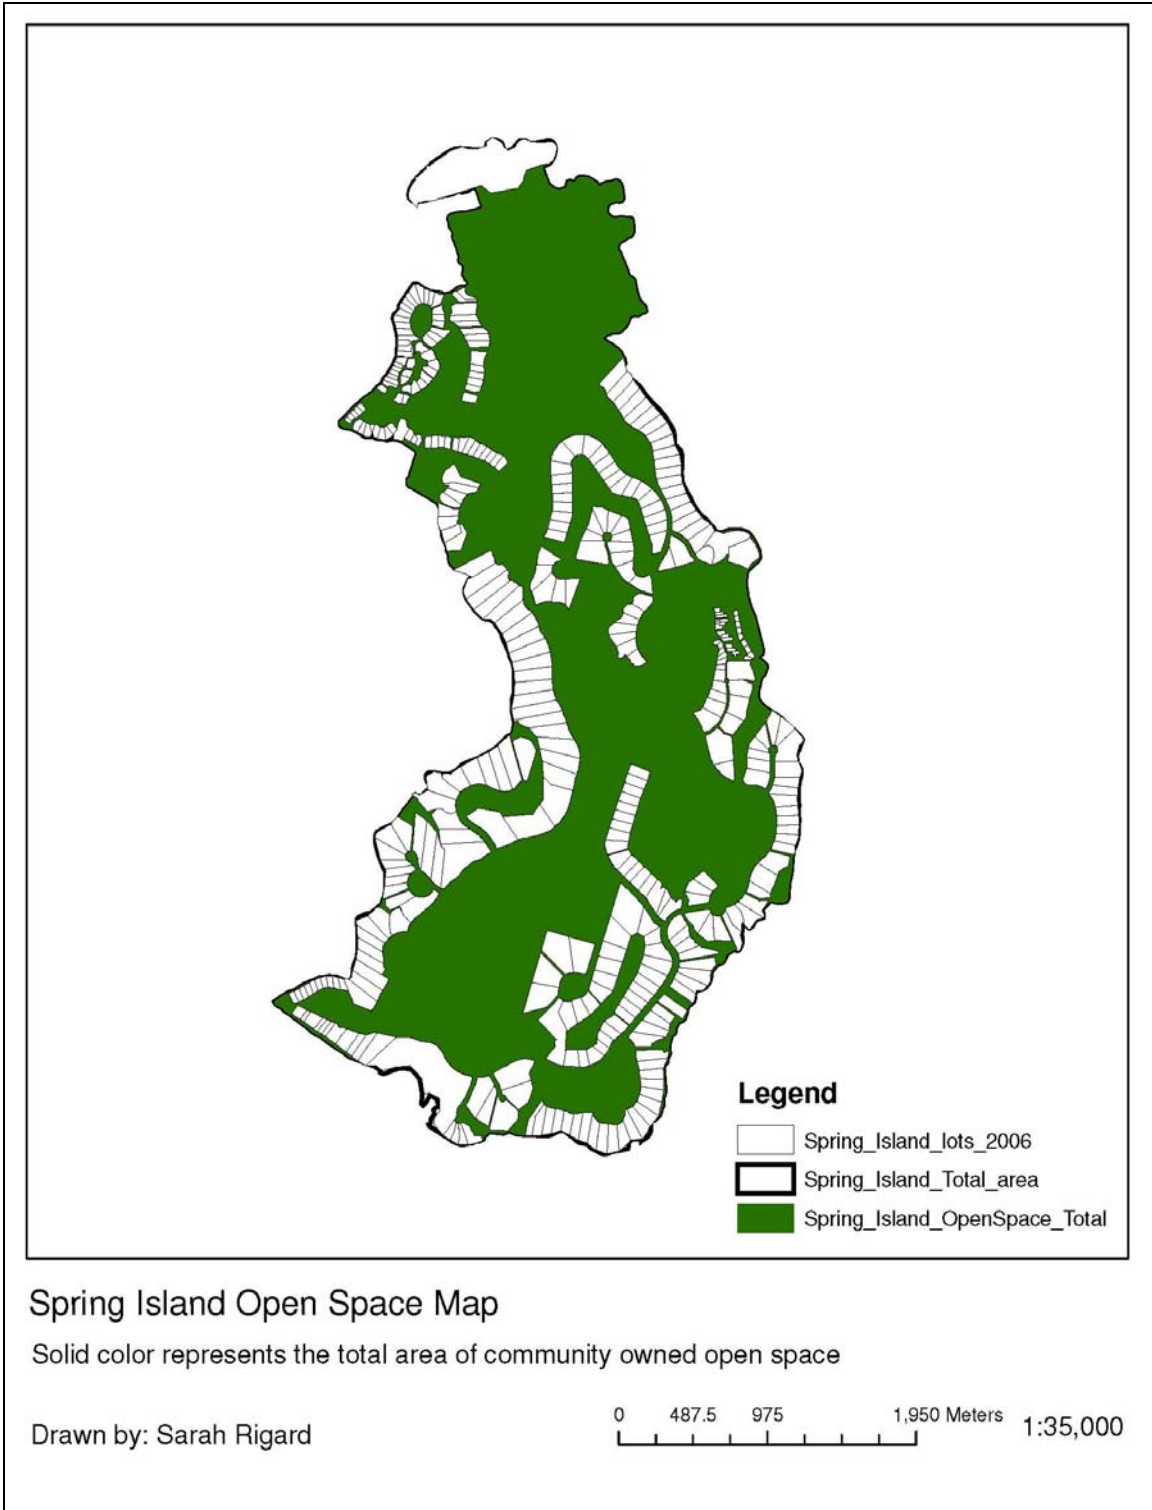 Legend
Spring_Island_lots_2006
Spring_Island_Total_area
Spring_Island_OpenSpace_Total
Spring Island Open Space Map
Solid color represents the total area of community owned open space
Drawn by: Sarah Rigard
0 487.5 975 1,950 Meters 1:35,000